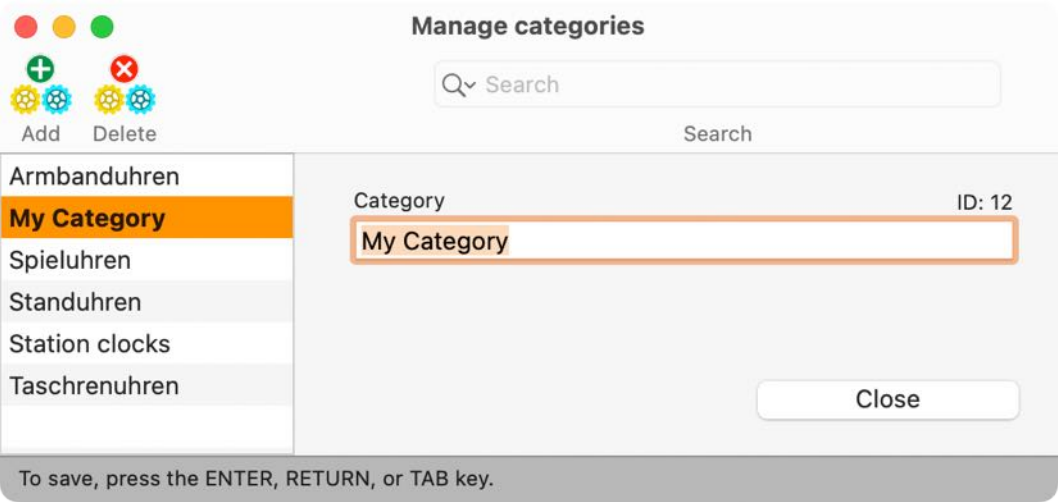 Manage categories
Add
Delete
Search
Search
Armbanduhren
My Category
Spieluhren
Standuhren
Station clocks
Taschrenuhren
Category
ID: 12
My Category
Close
To save, press the ENTER, RETURN, or TAB key.